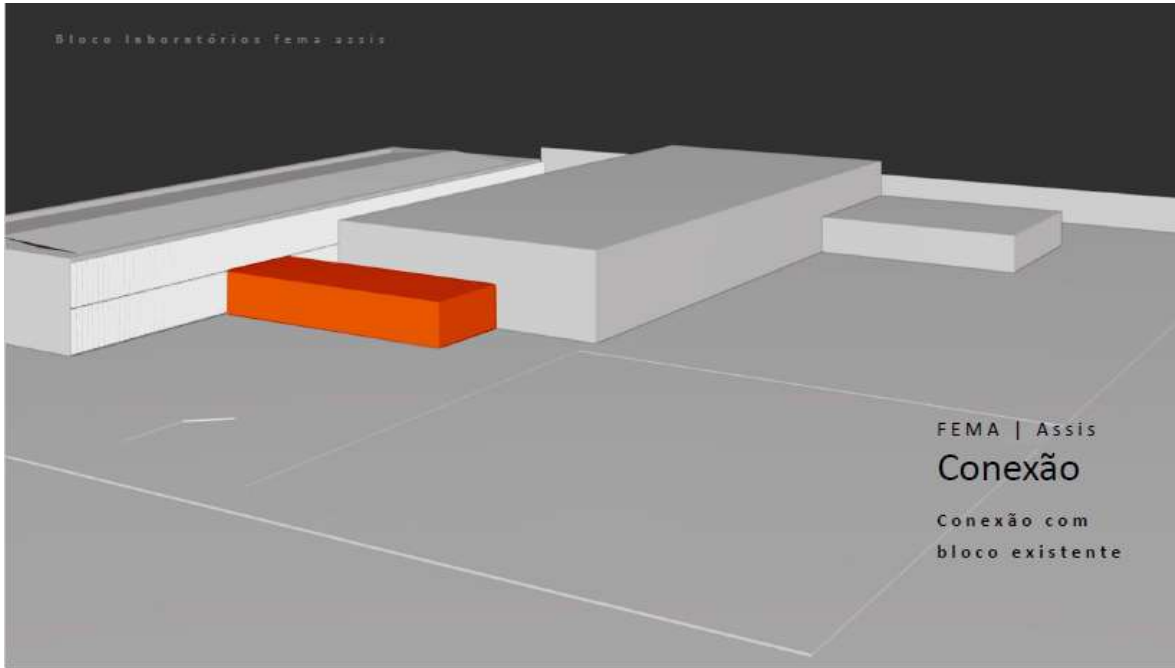 Bloco laboratórios fema assis
FEMA | Assis
Conexão
Conexão com
bloco existente